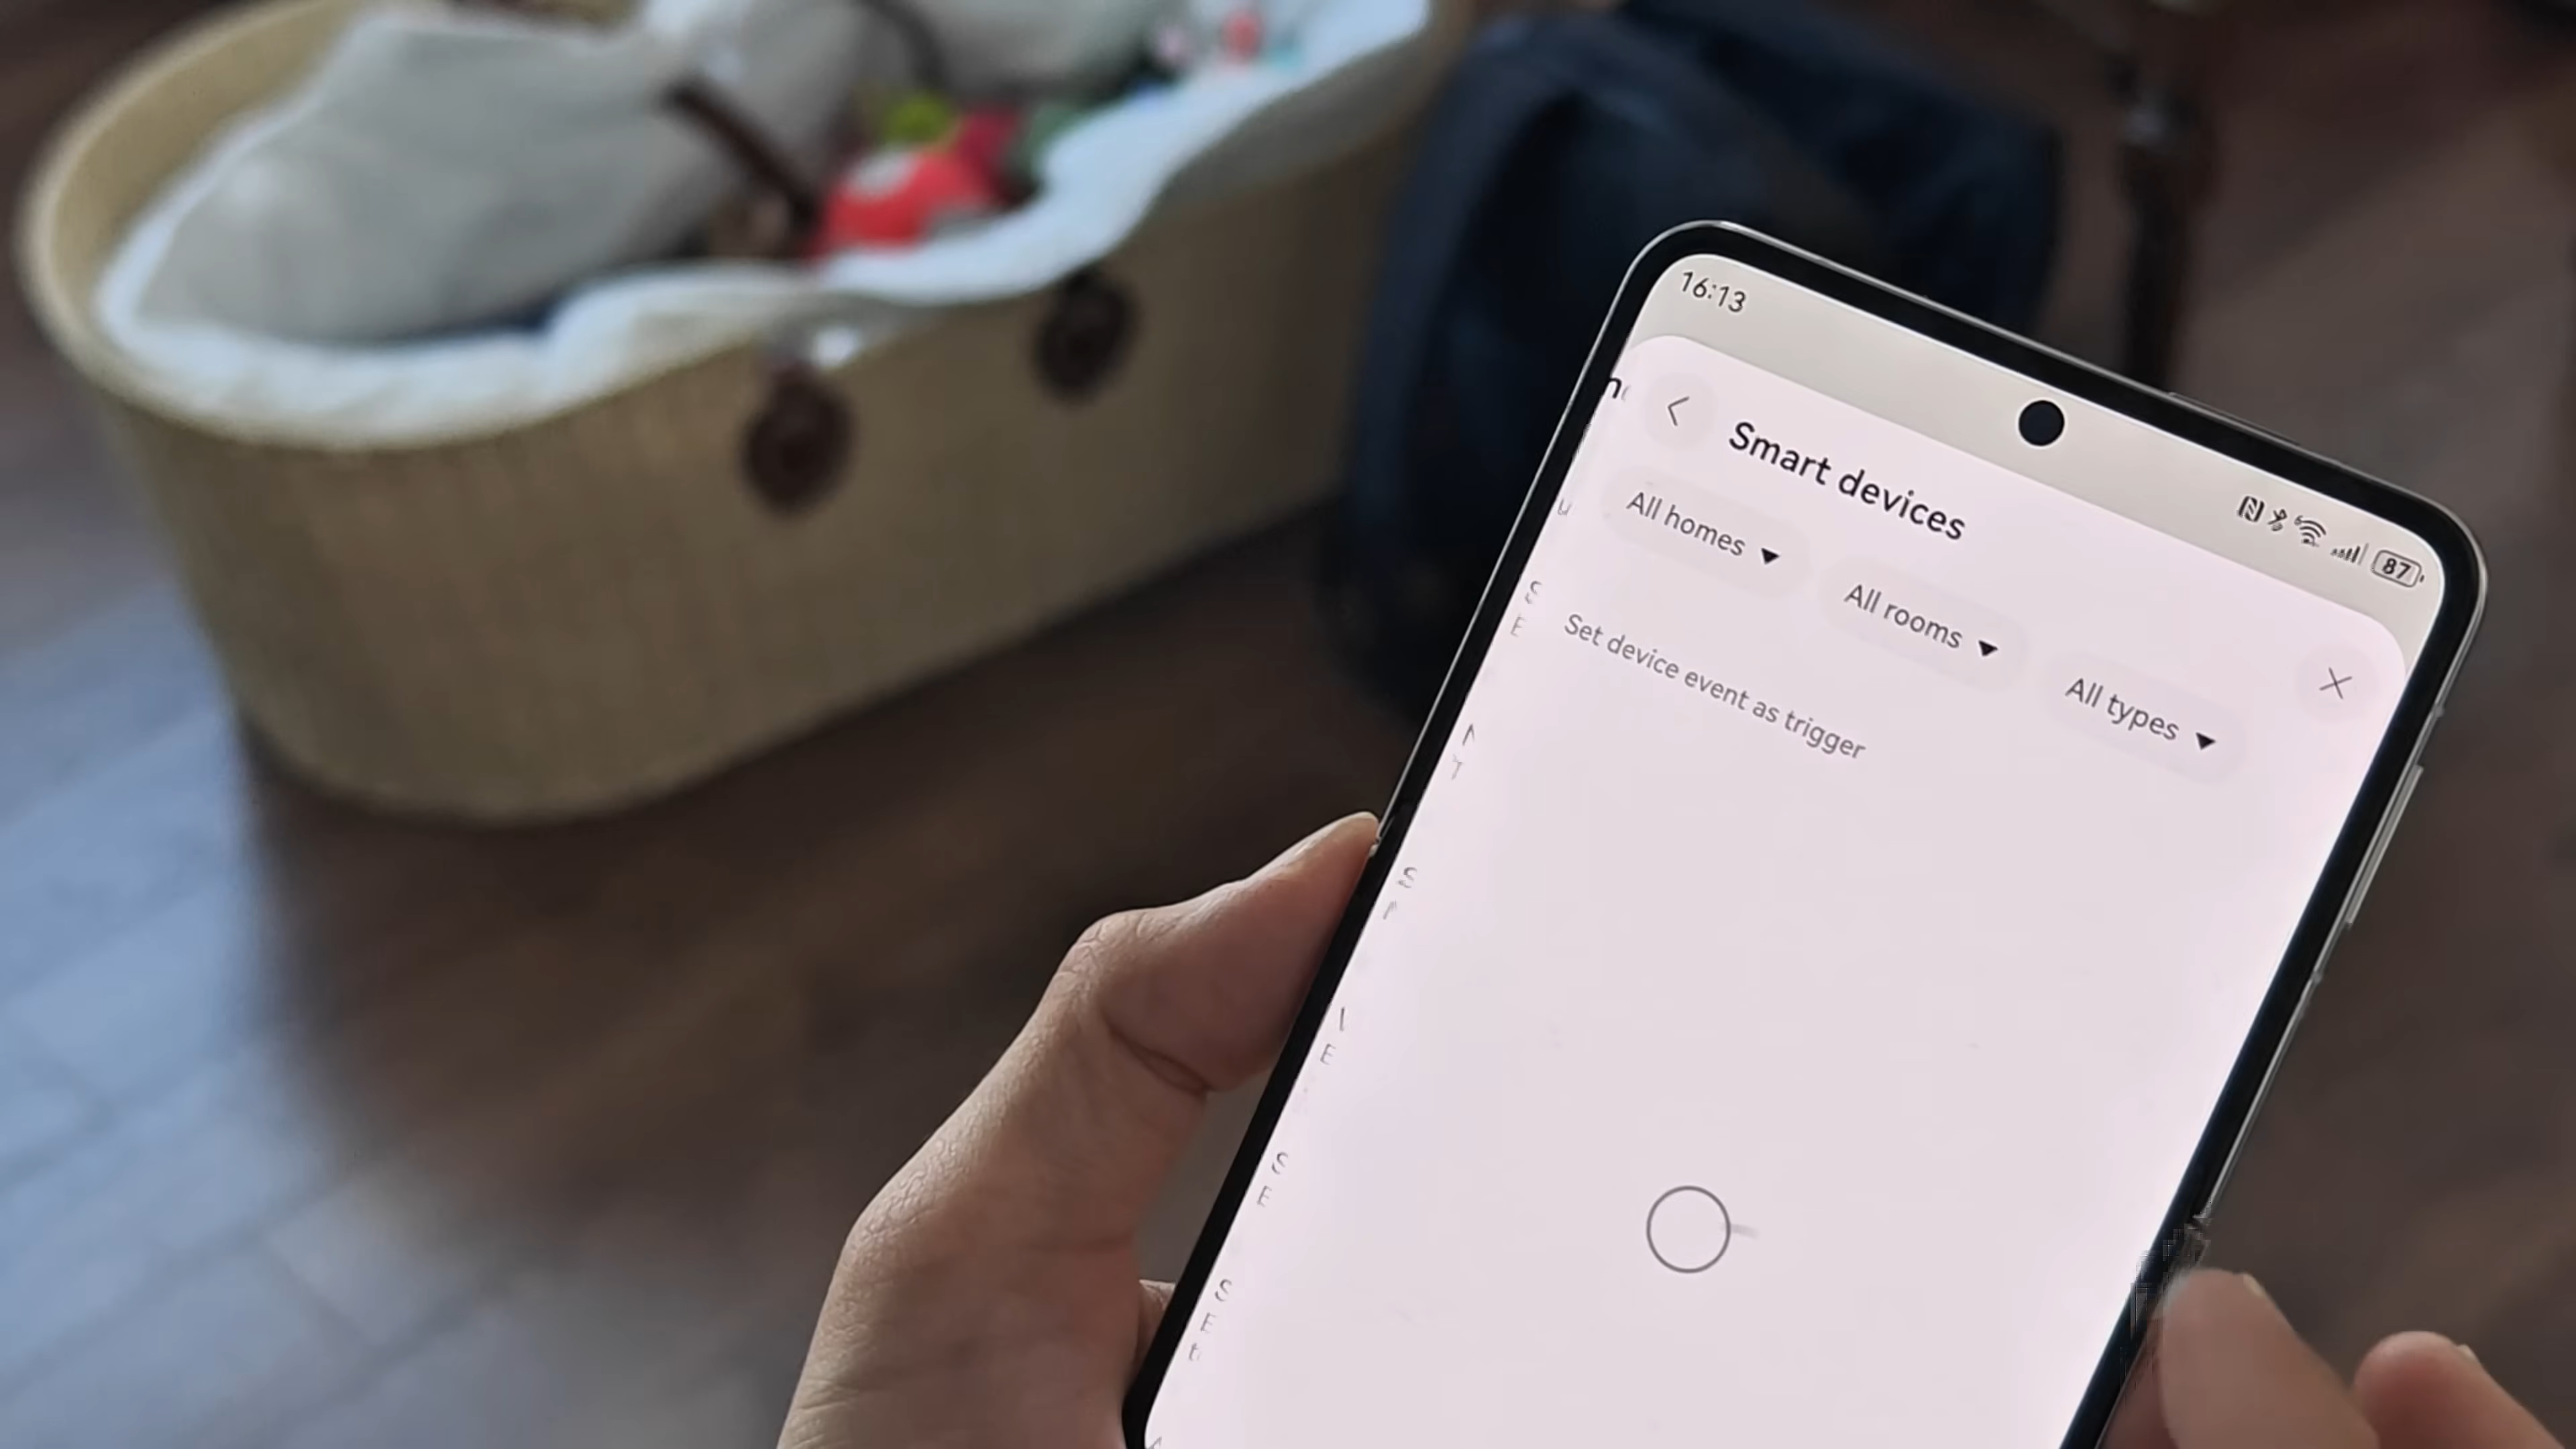 16:13
87
Smart devices
All homes
All rooms
All types
Set device event as trigger